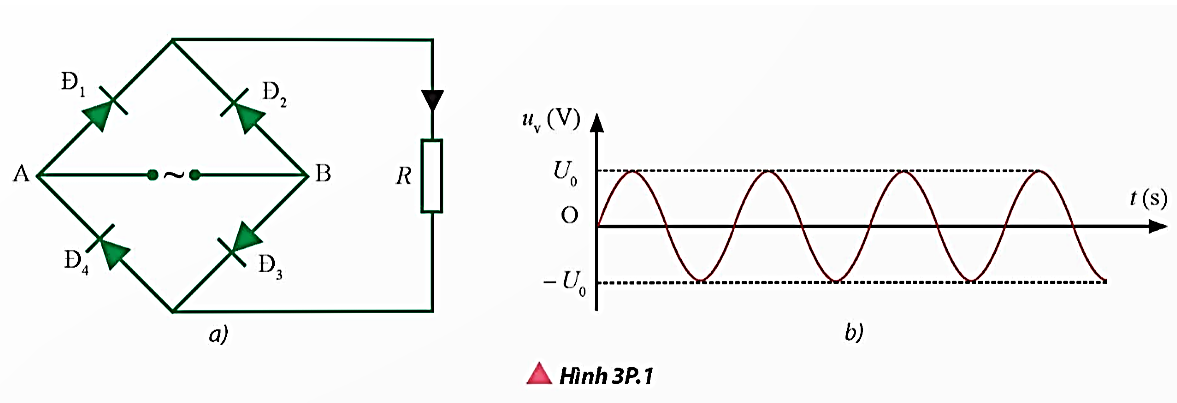 Đ₁
Đ₂
A
~
B
R
Đ₄
Đ₃
a)
uᵥ (V)
U₀
O
t (s)
– U₀
b)
Hình 3P.1